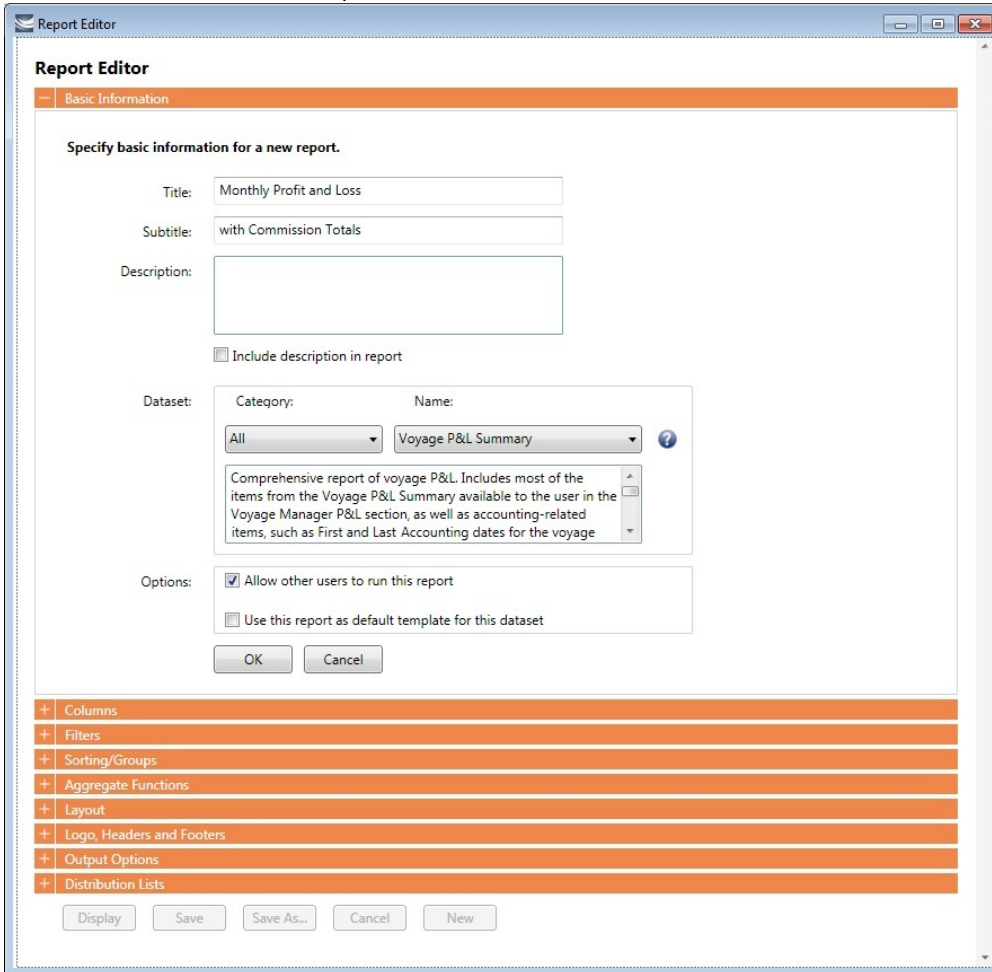 Report Editor
Report Editor
Basic Information
Specify basic information for a new report.
Title: Monthly Profit and Loss
Subtitle: with Commission Totals
Description:
Include description in report
Dataset: Category: Name:
All Voyage P&L Summary
Comprehensive report of voyage P&L. Includes most of the
items from the Voyage P&L Summary available to the user in the
Voyage Manager P&L section, as well as accounting-related
items, such as First and Last Accounting dates for the voyage
Options: Allow other users to run this report
Use this report as default template for this dataset
OK Cancel
Columns
Filters
Sorting/Groups
Aggregate Functions
Layout
Logo, Headers and Footers
Output Options
Distribution Lists
Display Save Save As... Cancel New